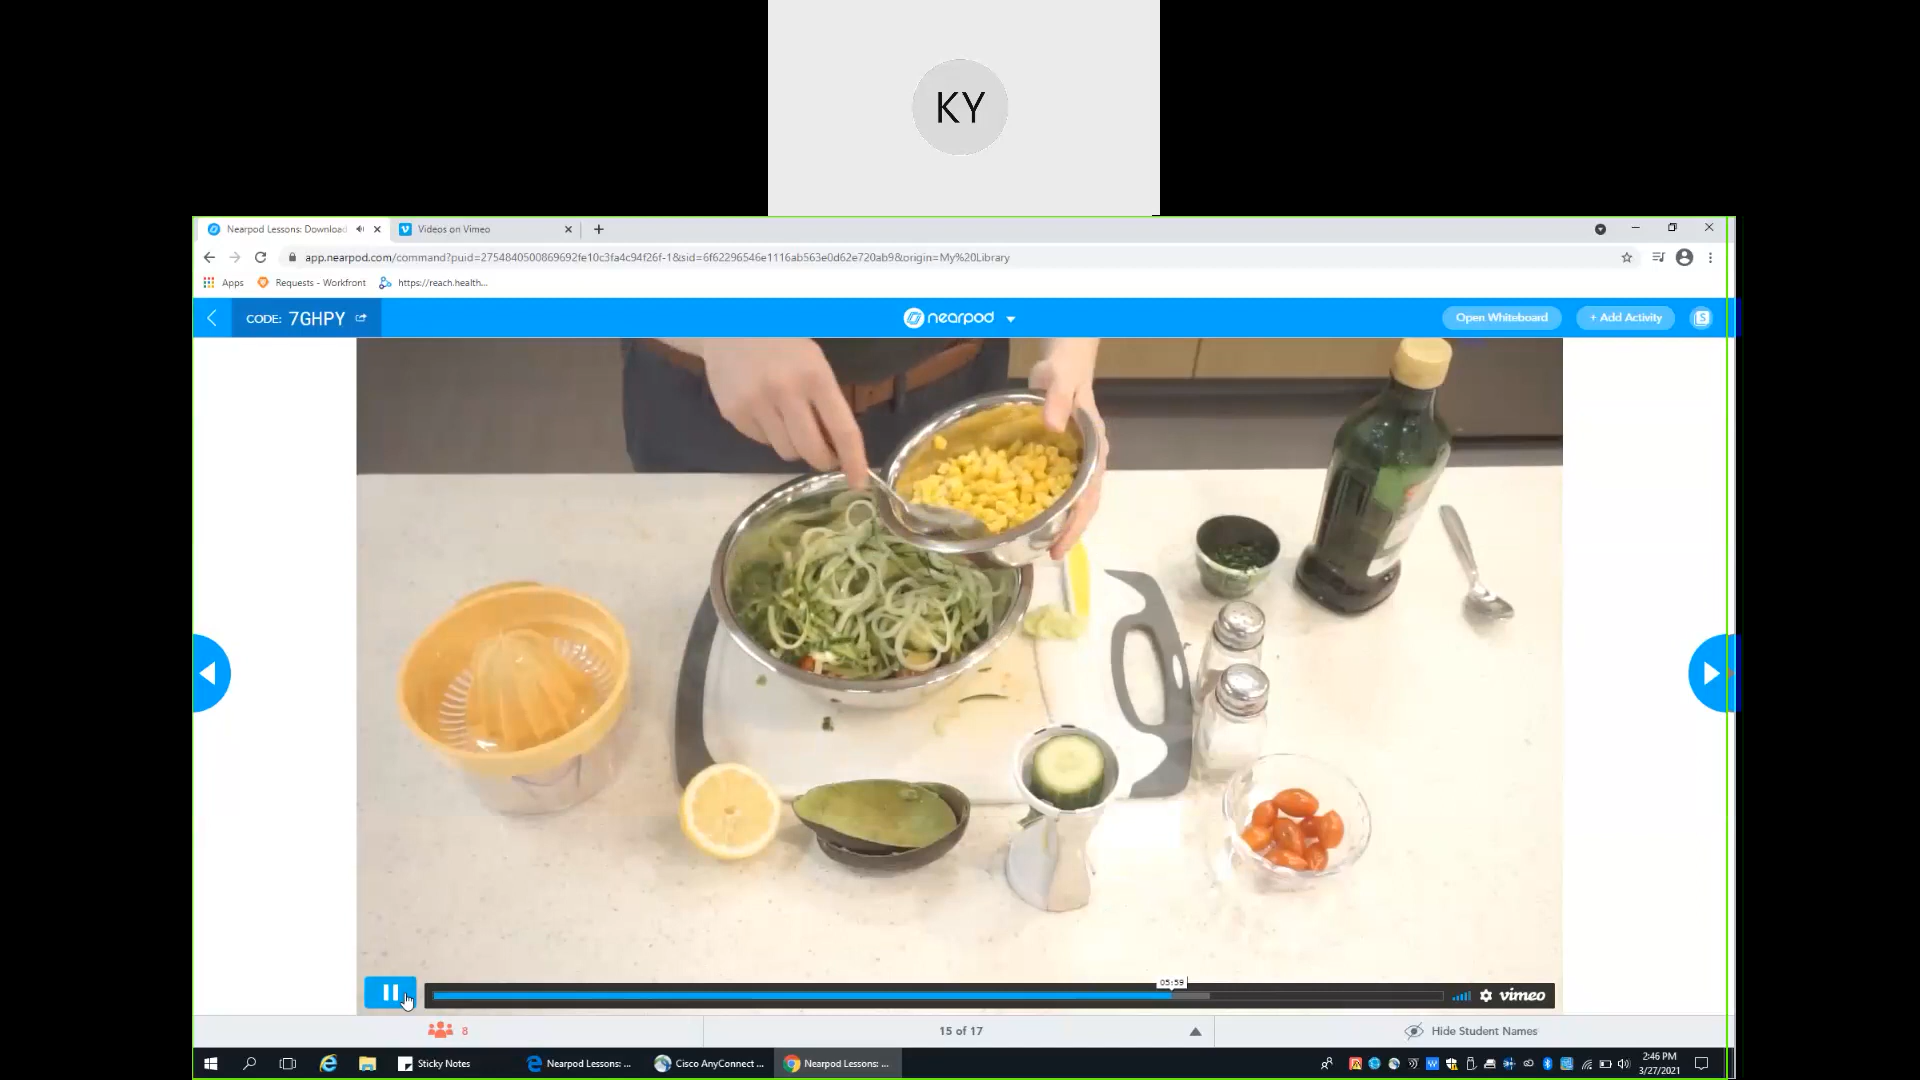 KY
Nearpod Lessons: Download
Videos on Vimeo
app.nearpod.com/command?puid=2754840500869692fe10c3fa4c94f26f-1&sid=6f62296546e1116ab563e0d62e720ab9&origin=My%20Library
Apps
Requests - Workfront
https://reach.health...
CODE: 7GHPY
nearpod
Open Whiteboard
+ Add Activity
S
05:59
vimeo
8
15 of 17
Hide Student Names
Sticky Notes
Nearpod Lessons: ...
Cisco AnyConnect ...
Nearpod Lessons: ...
2:46 PM
3/27/2021